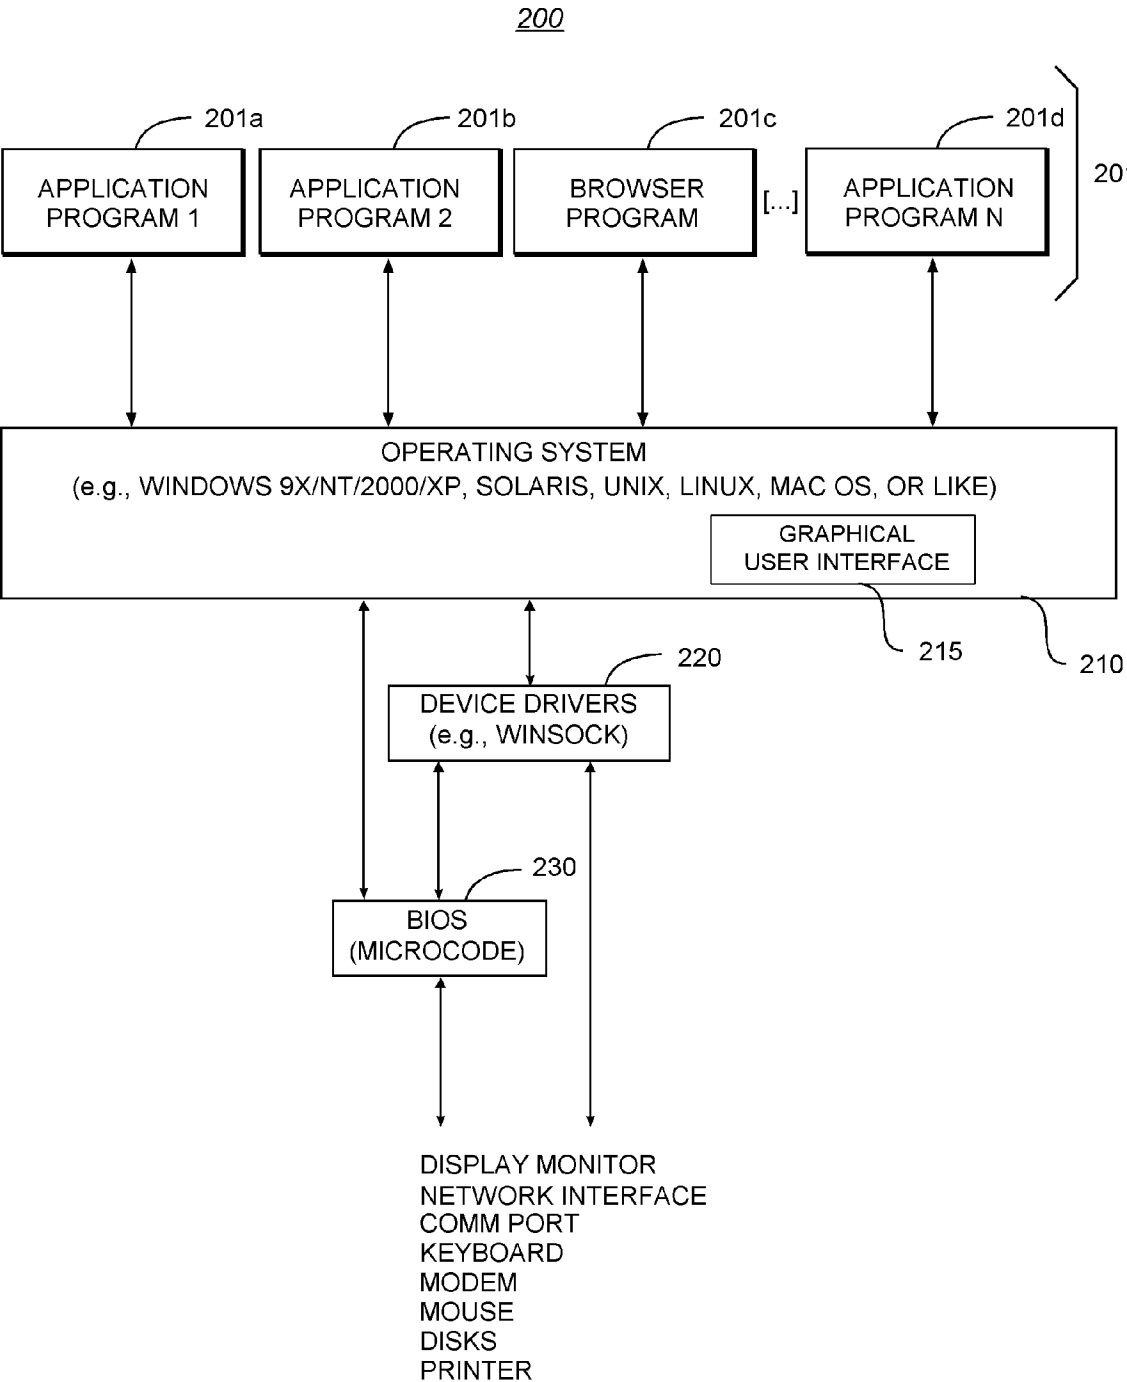 200
201a
201b
201c
201d
201
APPLICATION
PROGRAM 1
APPLICATION
PROGRAM 2
BROWSER
PROGRAM
[...]
APPLICATION
PROGRAM N
OPERATING SYSTEM
(e.g., WINDOWS 9X/NT/2000/XP, SOLARIS, UNIX, LINUX, MAC OS, OR LIKE)
GRAPHICAL
USER INTERFACE
215
210
220
DEVICE DRIVERS
(e.g., WINSOCK)
230
BIOS
(MICROCODE)
DISPLAY MONITOR
NETWORK INTERFACE
COMM PORT
KEYBOARD
MODEM
MOUSE
DISKS
PRINTER